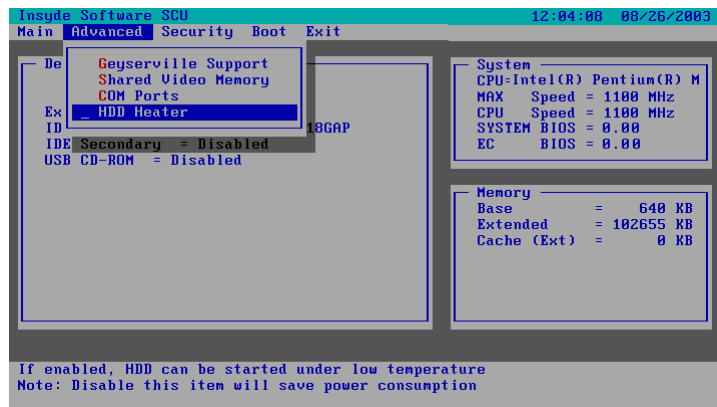 Insyde Software SCU 12:04:08 08/26/2003
Main Advanced Security Boot Exit
De
Geyserville Support
Shared Video Memory
COM Ports
_ HDD Heater
Ex
ID 18GAP
IDE Secondary = Disabled
USB CD-ROM = Disabled
System
CPU=Intel(R) Pentium(R) M
MAX Speed = 1100 MHz
CPU Speed = 1100 MHz
SYSTEM BIOS = 0.00
EC BIOS = 0.00
Memory
Base = 640 KB
Extended = 102655 KB
Cache (Ext) = 0 KB
If enabled, HDD can be started under low temperature
Note: Disable this item will save power consumption